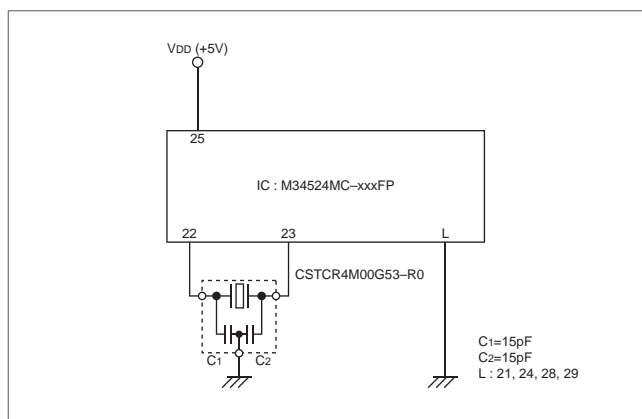 VDD (+5V)
25
IC : M34524MC–xxxFP
22
23
L
CSTCR4M00G53–R0
C1
C2
C1=15pF
C2=15pF
L : 21, 24, 28, 29